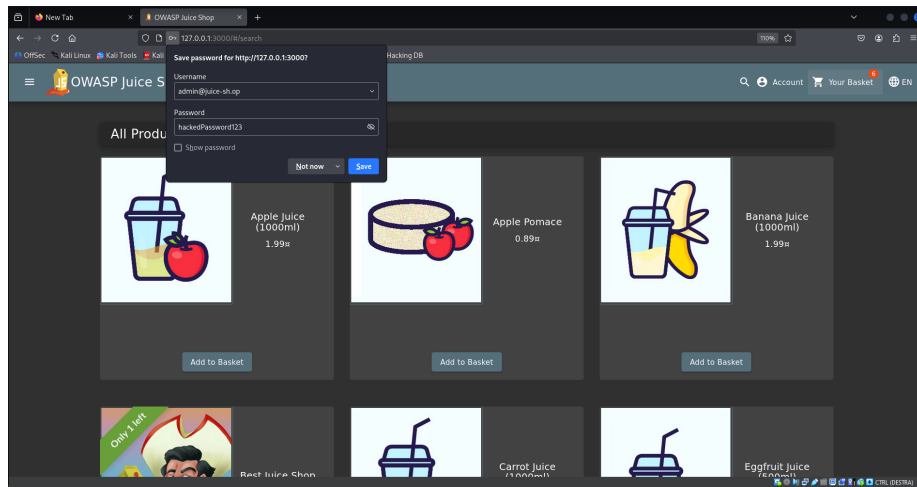 New Tab
OWASP Juice Shop
127.0.0.1:3000/#/search
110%
OffSec
Kali Linux
Kali Tools
Kali
Hacking DB
Save password for http://127.0.0.1:3000?
Username
admin@juice-sh.op
Password
hackedPassword123
Show password
Not now
Save
OWASP Juice S
Account
Your Basket
6
EN
All Produ
Apple Juice
(1000ml)
1.99¤
Add to Basket
Apple Pomace
0.89¤
Add to Basket
Banana Juice
(1000ml)
1.99¤
Add to Basket
Only 1 left
Best Juice Shop
Carrot Juice
(1000ml)
Eggfruit Juice
(500ml)
CTRL (DESTRA)